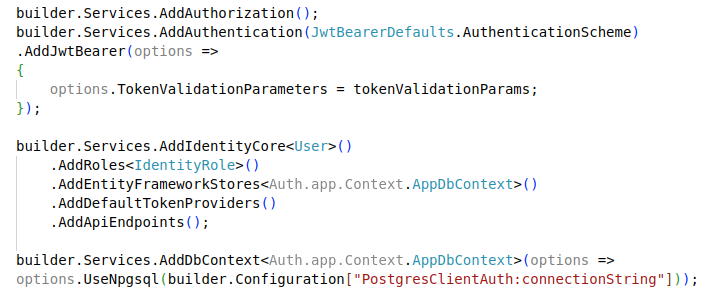 builder.Services.AddAuthorization();
builder.Services.AddAuthentication(JwtBearerDefaults.AuthenticationScheme)
.AddJwtBearer(options =>
{
    options.TokenValidationParameters = tokenValidationParams;
});

builder.Services.AddIdentityCore<User>()
    .AddRoles<IdentityRole>()
    .AddEntityFrameworkStores<Auth.app.Context.AppDbContext>()
    .AddDefaultTokenProviders()
    .AddApiEndpoints();

builder.Services.AddDbContext<Auth.app.Context.AppDbContext>(options =>
options.UseNpgsql(builder.Configuration["PostgresClientAuth:connectionString"]));